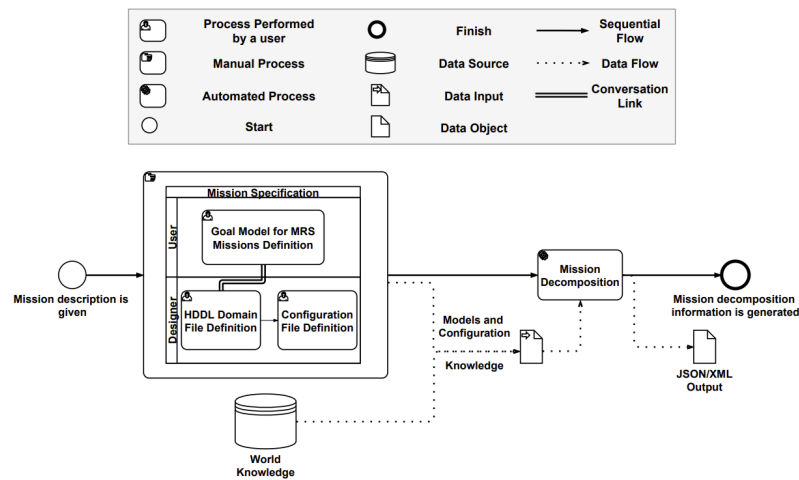 Process Performed
by a user
Finish
Sequential
Flow
Manual Process
Data Source
Data Flow
Automated Process
Data Input
Conversation
Link
Start
Data Object
Mission Specification
User
Goal Model for MRS
Missions Definition
Designer
HDDL Domain
File Definition
Configuration
File Definition
Mission description is
given
Mission
Decomposition
Mission decomposition
information is generated
Models and
Configuration
Knowledge
JSON/XML
Output
World
Knowledge